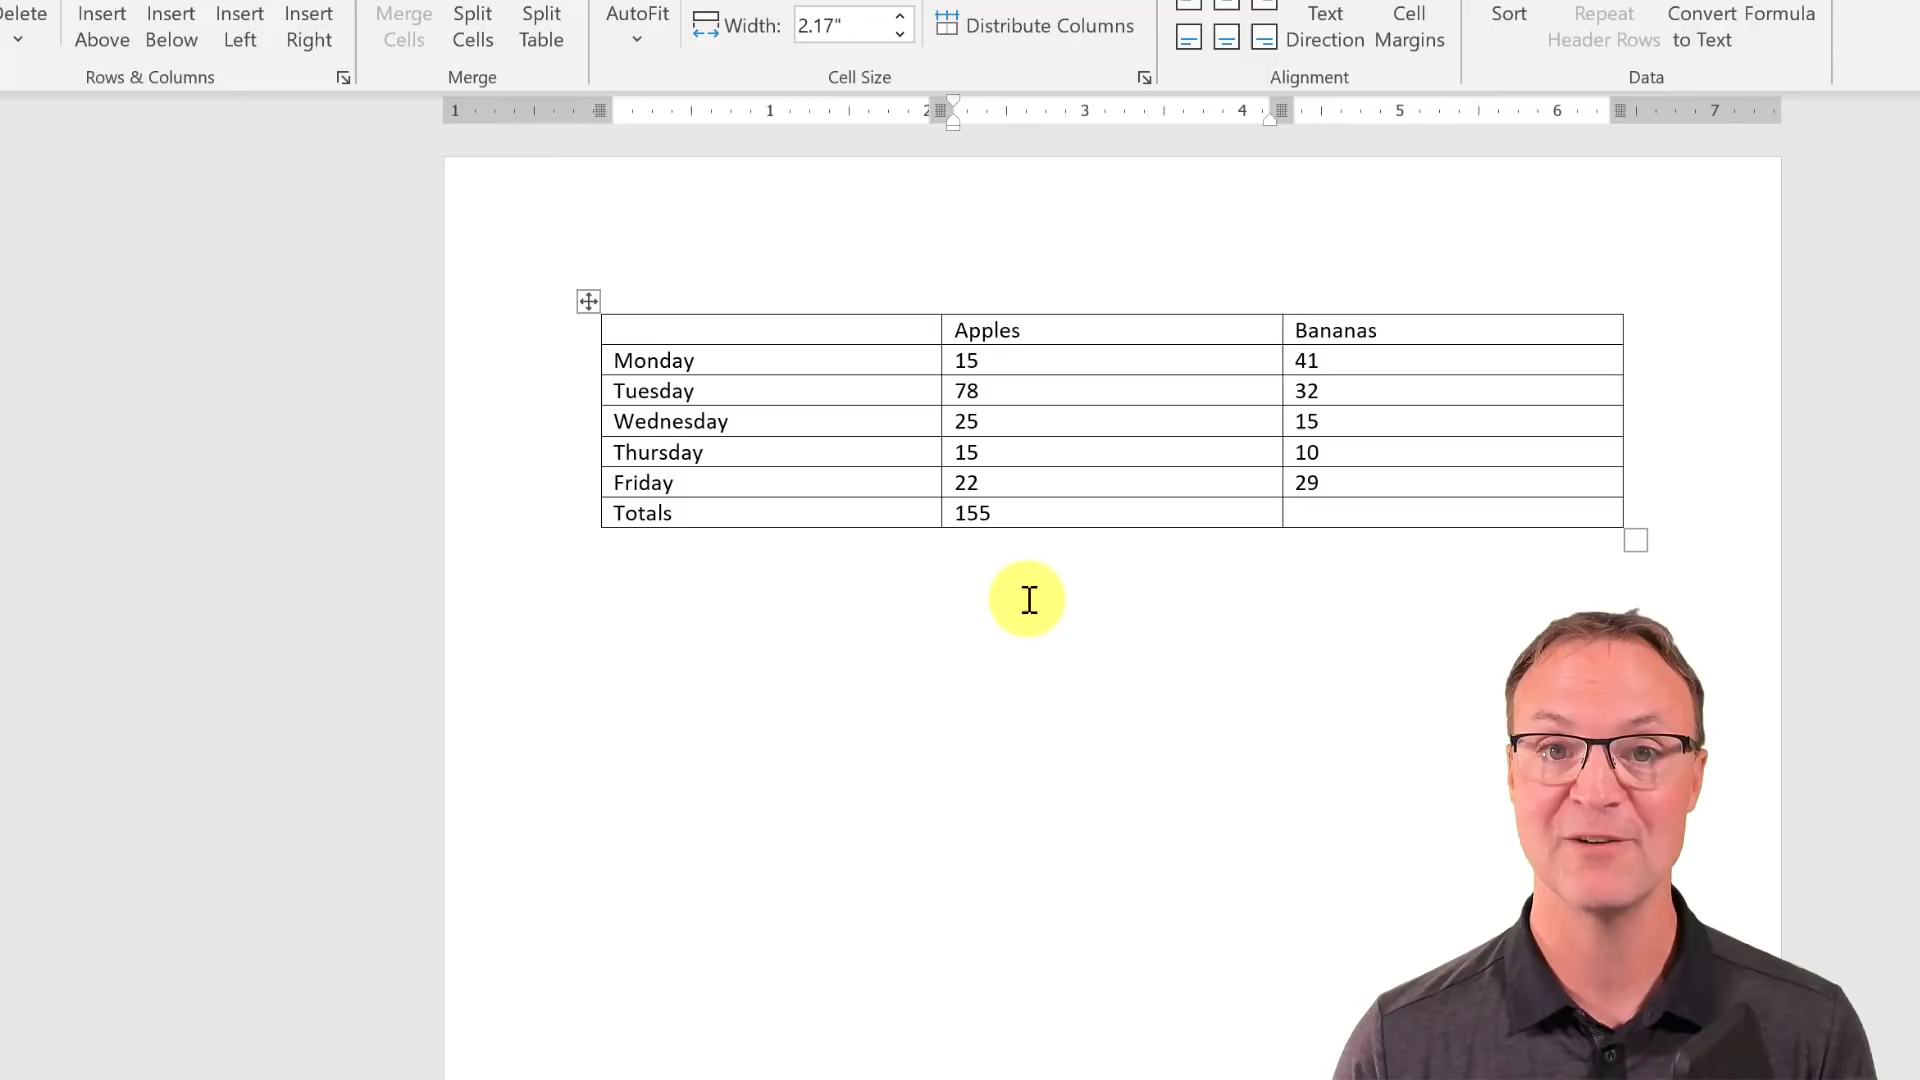 Delete
Insert Above
Insert Below
Insert Left
Insert Right
Merge Cells
Split Cells
Split Table
AutoFit
Width: 2.17"
Distribute Columns
Text Direction
Cell Margins
Sort
Repeat Header Rows
Convert to Text
Formula
Rows & Columns
Merge
Cell Size
Alignment
Data
1 1 2 3 4 5 6 7
Apples Bananas
Monday 15 41
Tuesday 78 32
Wednesday 25 15
Thursday 15 10
Friday 22 29
Totals 155